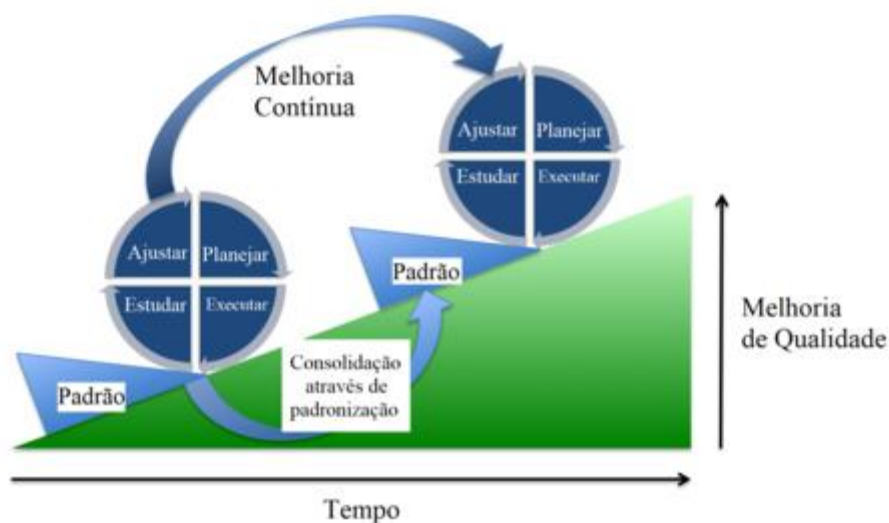 Melhoria
Contínua
Ajustar
Planejar
Estudar
Executar
Ajustar
Planejar
Estudar
Executar
Padrão
Padrão
Consolidação
através de
padronização
Melhoria
de Qualidade
Tempo